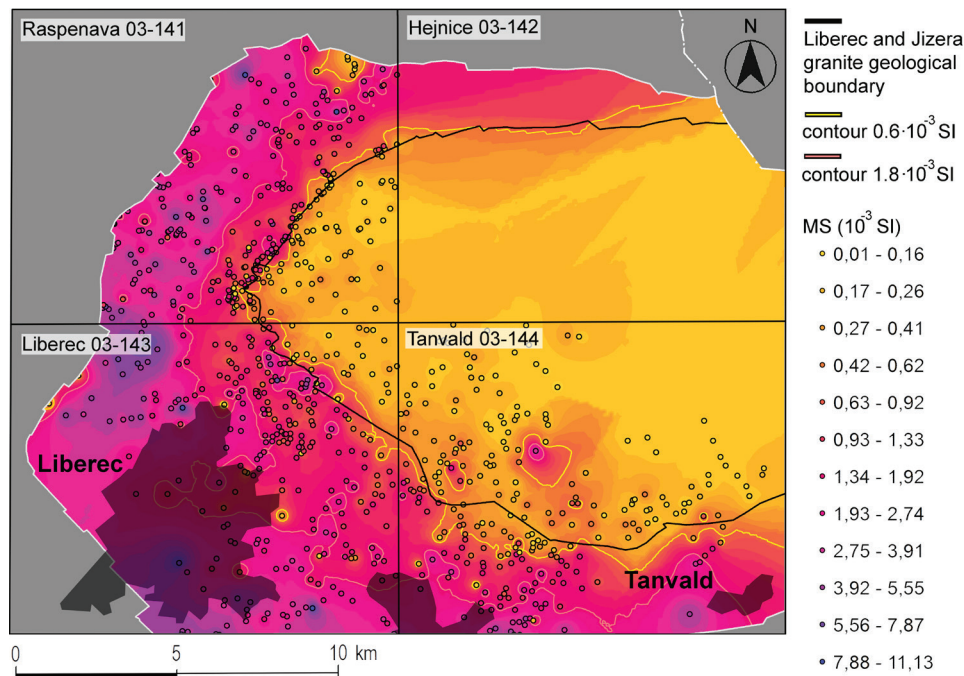 Raspenava 03-141
Hejnice 03-142
N
Liberec 03-143
Tanvald 03-144
Liberec
Tanvald
0 5 10 km
Liberec and Jizera
granite geological
boundary
contour 0.6·10⁻³ SI
contour 1.8·10⁻³ SI
MS (10⁻³ SI)
0,01 - 0,16
0,17 - 0,26
0,27 - 0,41
0,42 - 0,62
0,63 - 0,92
0,93 - 1,33
1,34 - 1,92
1,93 - 2,74
2,75 - 3,91
3,92 - 5,55
5,56 - 7,87
7,88 - 11,13